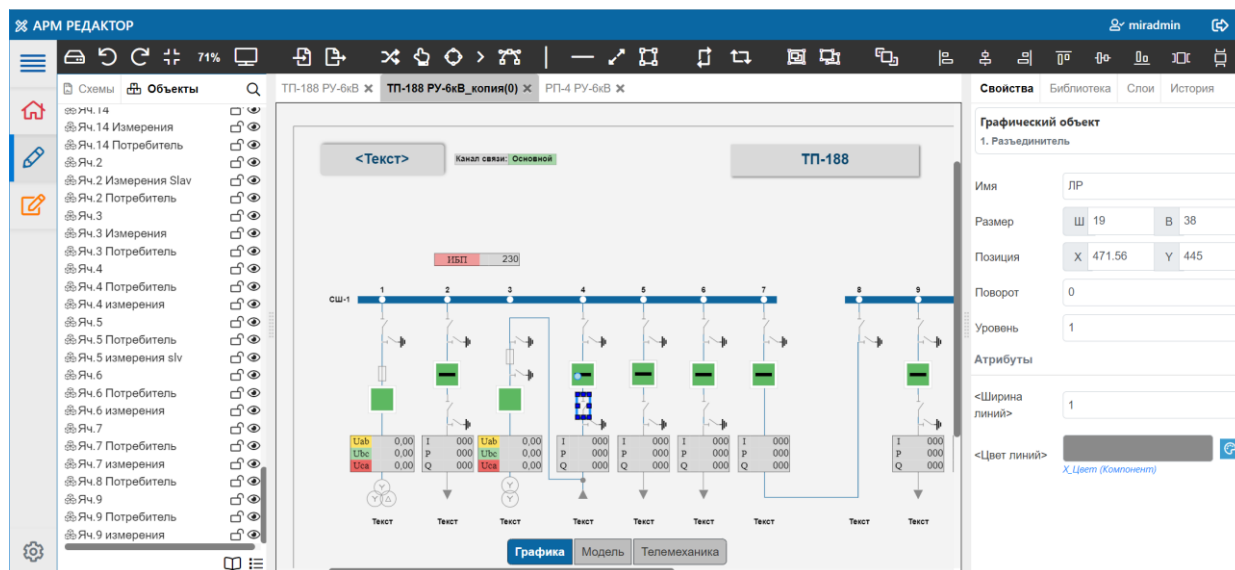 АРМ РЕДАКТОР
miradmin
71%
Схемы Объекты
ТП-188 РУ-6кВ ТП-188 РУ-6кВ_копия(0) РП-4 РУ-6кВ
Свойства Библиотека Слои История
Яч.14
Яч.14 Измерения
Яч.14 Потребитель
Яч.2
Яч.2 Измерения Slav
Яч.2 Потребитель
Яч.3
Яч.3 Измерения
Яч.3 Потребитель
Яч.4
Яч.4 Потребитель
Яч.4 измерения
Яч.5
Яч.5 Потребитель
Яч.5 измерения slv
Яч.6
Яч.6 Потребитель
Яч.6 измерения
Яч.7
Яч.7 Потребитель
Яч.7 измерения
Яч.8 Потребитель
Яч.9
Яч.9 Потребитель
Яч.9 измерения
<Текст>
Канал связи: Основной
ТП-188
ИБП 230
1 2 3 4 5 6 7 8 9
СШ-1
Uab 0,00 I 000 Uab 0,00 I 000 I 000 I 000 I 000 I 000
Ubc 0,00 P 000 Ubc 0,00 P 000 P 000 P 000 P 000 P 000
Uca 0,00 Q 000 Uca 0,00 Q 000 Q 000 Q 000 Q 000 Q 000
Текст Текст Текст Текст Текст Текст Текст Текст Текст
Графика Модель Телемеханика
Графический объект
1. Разъединитель
Имя ЛР
Размер Ш 19 В 38
Позиция X 471.56 Y 445
Поворот 0
Уровень 1
Атрибуты
<Ширина
линий> 1
<Цвет линий>
X_Цвет (Компонент)